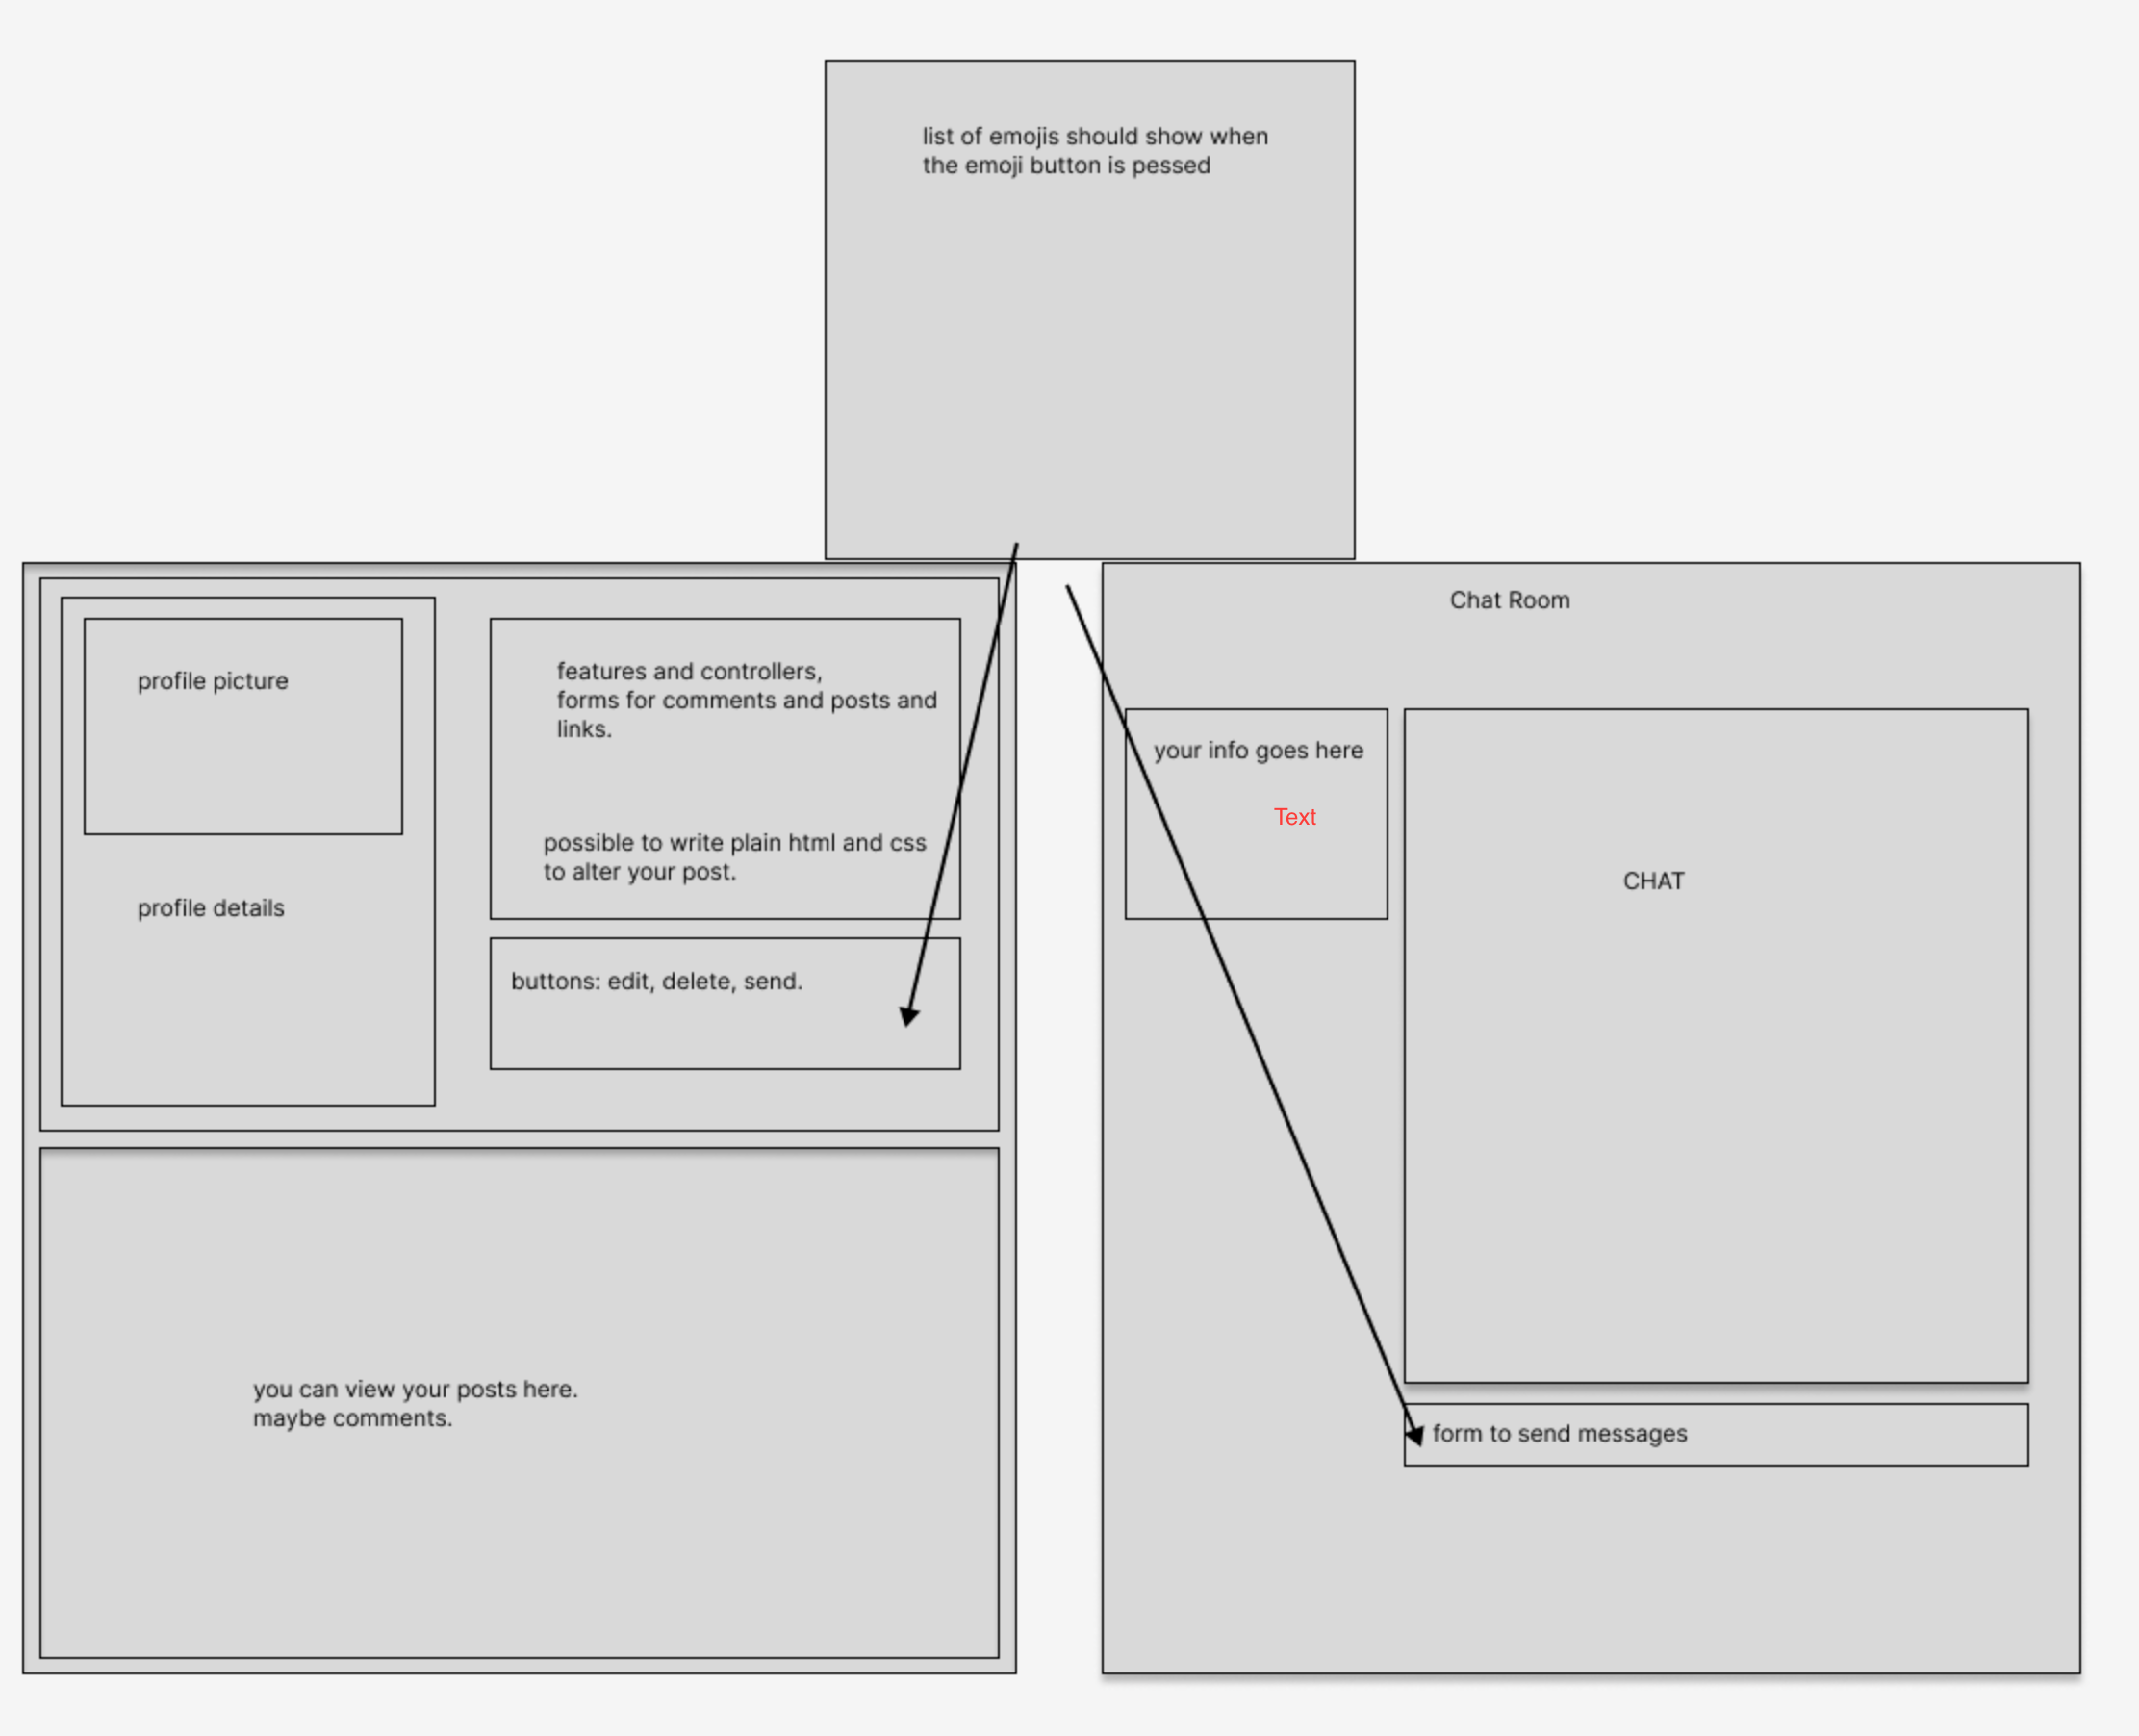 list of emojis should show when
the emoji button is pessed
profile picture
profile details
features and controllers,
forms for comments and posts and
links.
possible to write plain html and css
to alter your post.
buttons: edit, delete, send.
you can view your posts here.
maybe comments.
Chat Room
your info goes here
Text
CHAT
form to send messages